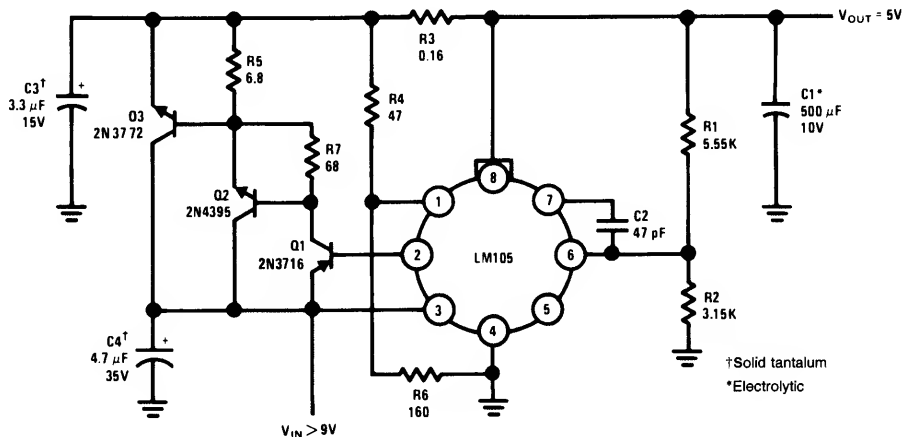 R3
0.16
V_OUT = 5V
R5
6.8
C3†
+
3.3 μF
15V
Q3
2N3772
R4
47
C1*
+
500 μF
10V
R1
5.55K
R7
68
8
1
7
Q2
2N4395
C2
47 pF
Q1
2N3716
2
LM105
6
3
5
4
R2
3.15K
C4†
+
4.7 μF
35V
R6
160
†Solid tantalum
*Electrolytic
V_IN > 9V